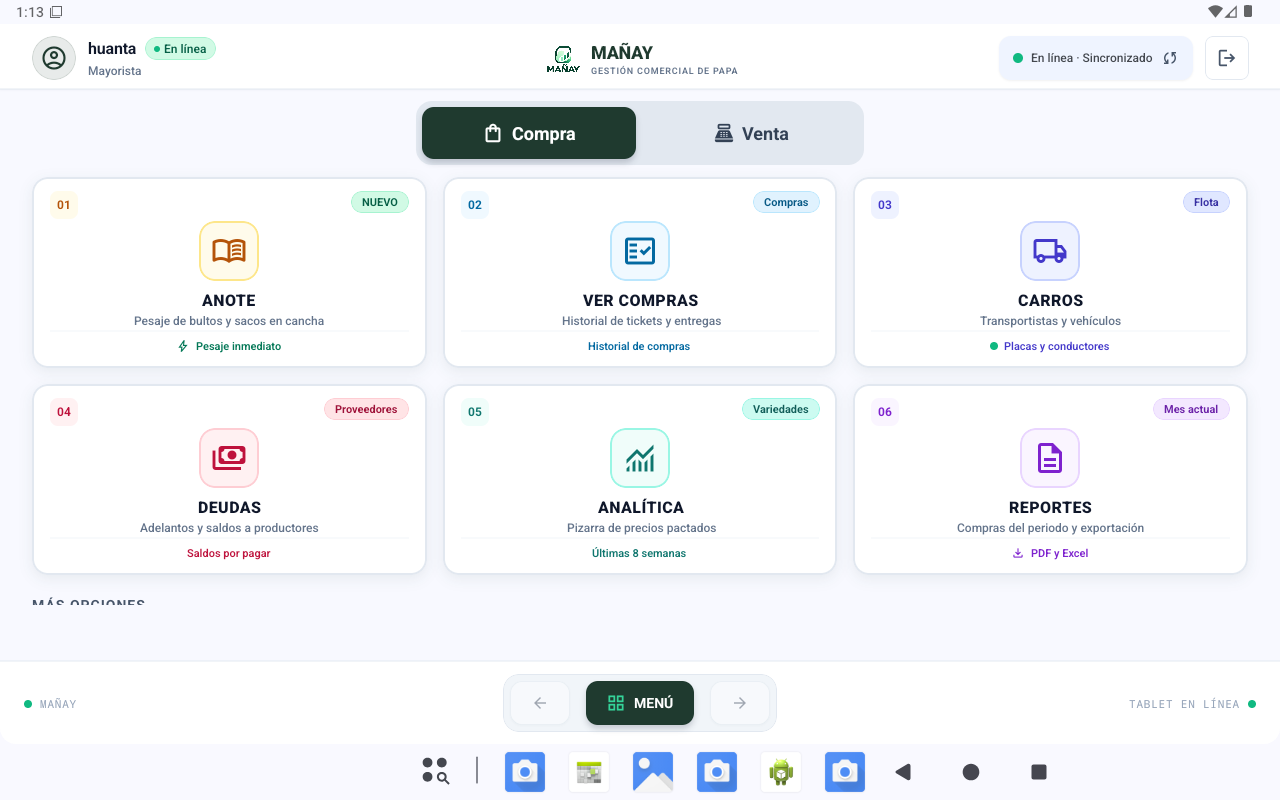 1:13
huanta
En línea
Mayorista
MAÑAY
MAÑAY
GESTIÓN COMERCIAL DE PAPA
En línea · Sincronizado
Compra
Venta
01
NUEVO
ANOTE
Pesaje de bultos y sacos en cancha
Pesaje inmediato
02
Compras
VER COMPRAS
Historial de tickets y entregas
Historial de compras
03
Flota
CARROS
Transportistas y vehículos
Placas y conductores
04
Proveedores
DEUDAS
Adelantos y saldos a productores
Saldos por pagar
05
Variedades
ANALÍTICA
Pizarra de precios pactados
Últimas 8 semanas
06
Mes actual
REPORTES
Compras del periodo y exportación
PDF y Excel
MÁS OPCIONES
MAÑAY
MENÚ
TABLET EN LÍNEA